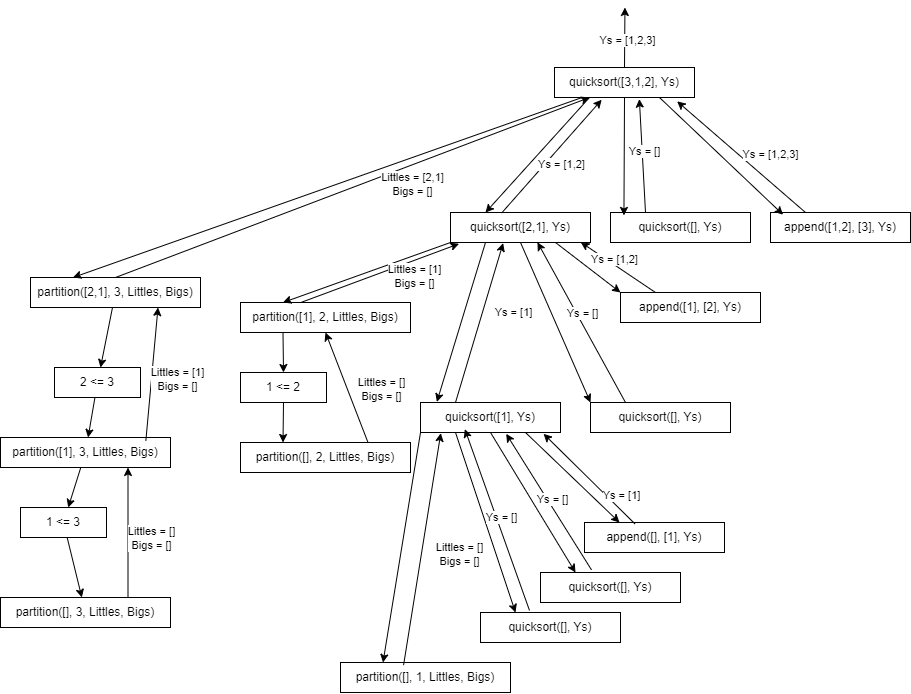 Ys = [1,2,3]
quicksort([3,1,2], Ys)
Ys = []
Ys = [1,2,3]
Ys = [1,2]
Littles = [2,1]
Bigs = []
quicksort([2,1], Ys)
quicksort([], Ys)
append([1,2], [3], Ys)
Ys = [1,2]
Littles = [1]
Bigs = []
partition([2,1], 3, Littles, Bigs)
append([1], [2], Ys)
partition([1], 2, Littles, Bigs)
Ys = [1]
Ys = []
2 <= 3
Littles = [1]
Bigs = []
1 <= 2
Littles = []
Bigs = []
quicksort([1], Ys)
quicksort([], Ys)
partition([1], 3, Littles, Bigs)
partition([], 2, Littles, Bigs)
Ys = [1]
Ys = []
Ys = []
1 <= 3
Littles = []
Bigs = []
append([], [1], Ys)
Littles = []
Bigs = []
quicksort([], Ys)
partition([], 3, Littles, Bigs)
quicksort([], Ys)
partition([], 1, Littles, Bigs)